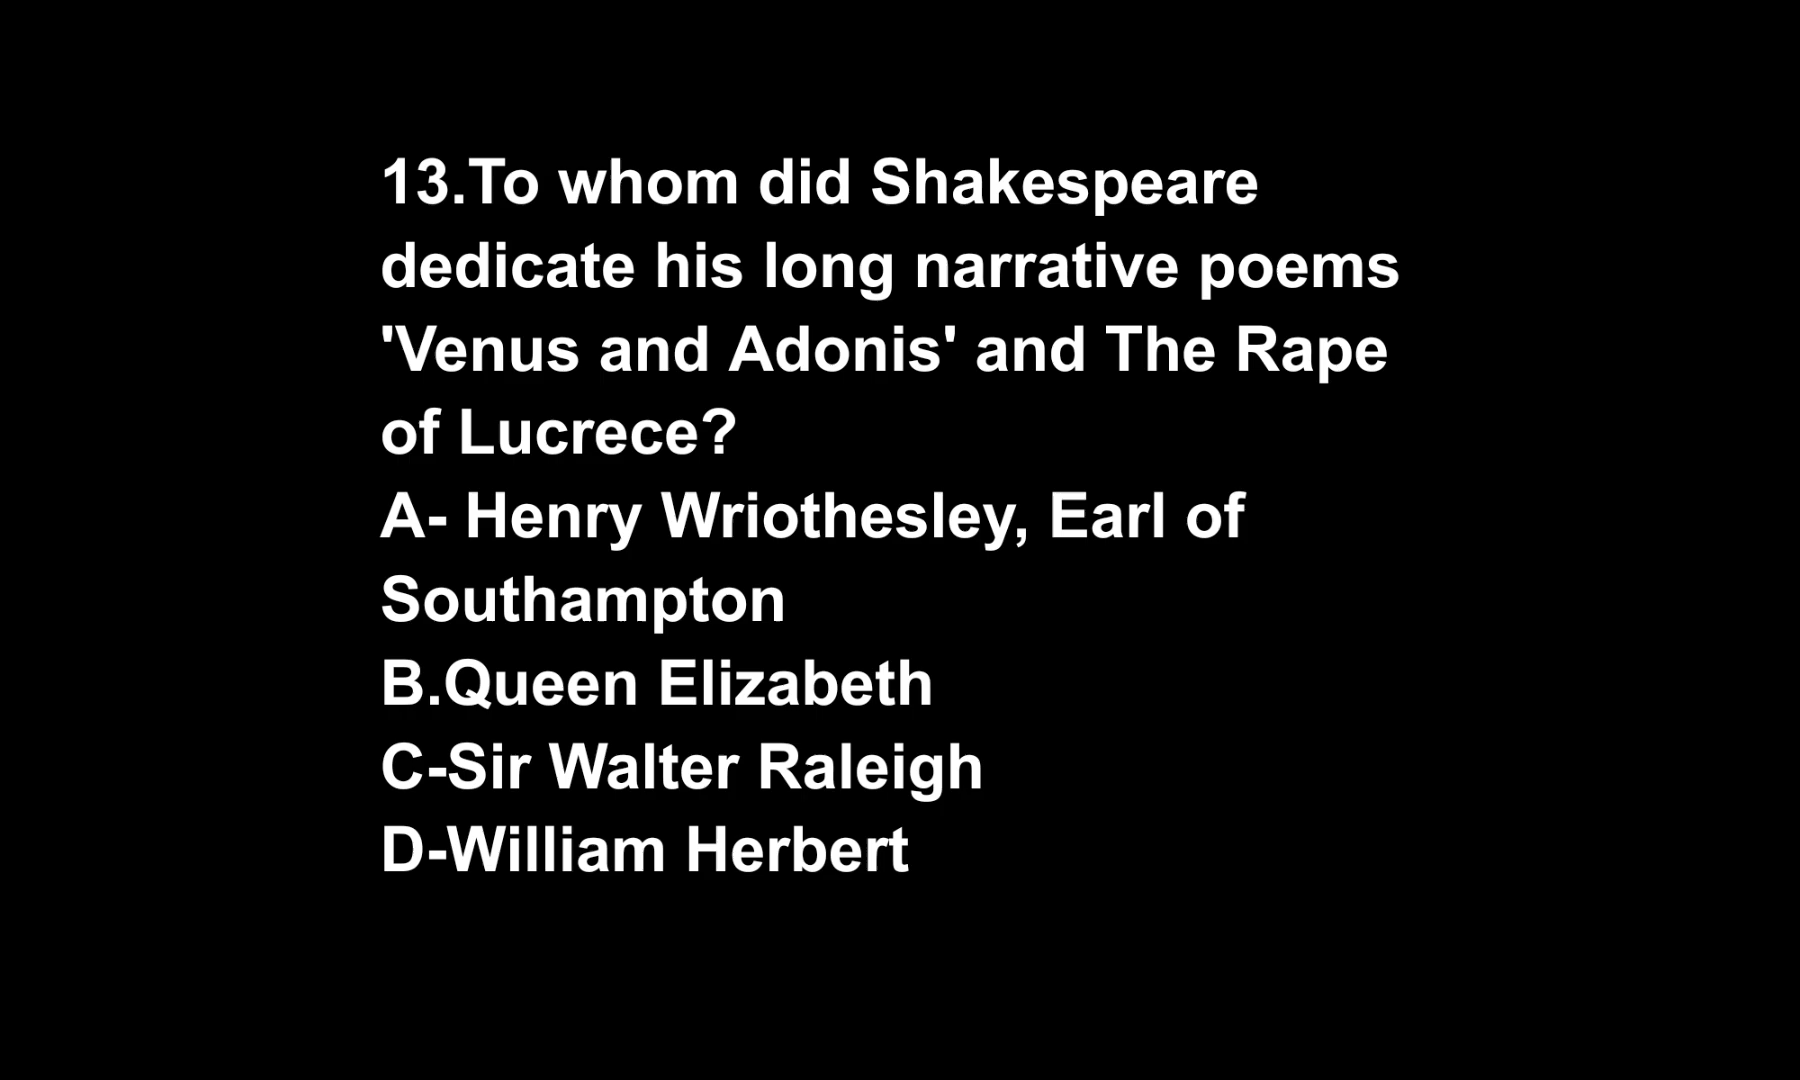 13.To whom did Shakespeare
dedicate his long narrative poems
'Venus and Adonis' and The Rape
of Lucrece?
A- Henry Wriothesley, Earl of
Southampton
B.Queen Elizabeth
C-Sir Walter Raleigh
D-William Herbert